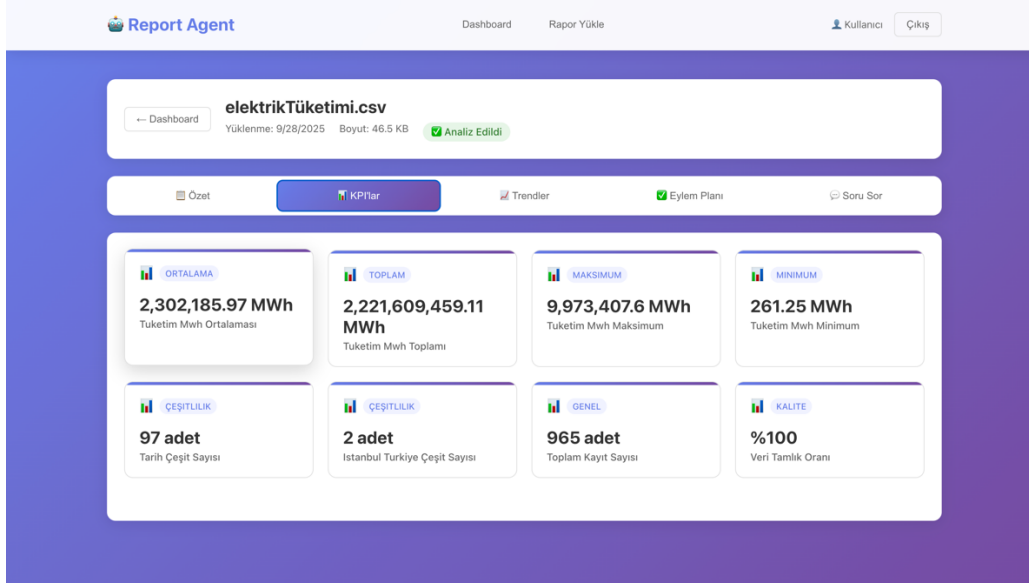 Report Agent
Dashboard
Rapor Yükle
Kullanıcı
Çıkış
← Dashboard
elektrikTüketimi.csv
Yüklenme: 9/28/2025 Boyut: 46.5 KB
Analiz Edildi
Özet
KPI'lar
Trendler
Eylem Planı
Soru Sor
ORTALAMA
2,302,185.97 MWh
Tuketim Mwh Ortalaması
TOPLAM
2,221,609,459.11
MWh
Tuketim Mwh Toplamı
MAKSIMUM
9,973,407.6 MWh
Tuketim Mwh Maksimum
MINIMUM
261.25 MWh
Tuketim Mwh Minimum
ÇEŞITLILIK
97 adet
Tarih Çeşit Sayısı
ÇEŞITLILIK
2 adet
Istanbul Turkiye Çeşit Sayısı
GENEL
965 adet
Toplam Kayıt Sayısı
KALITE
%100
Veri Tamlık Oranı